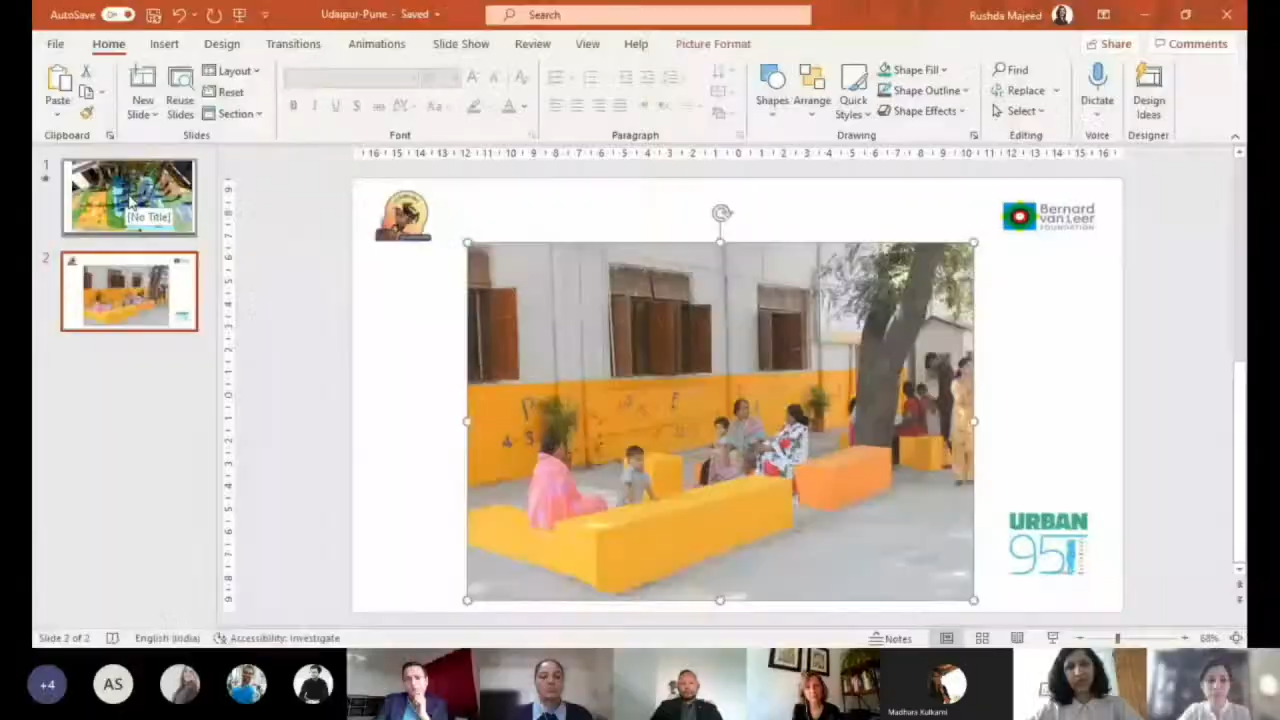 AutoSave On Udaipur-Pune - Saved Search Rushda Majeed
File Home Insert Design Transitions Animations Slide Show Review View Help Picture Format Share Comments
Paste New Slide Reuse Slides Layout Reset Section Shapes Arrange Quick Styles Shape Fill Shape Outline Shape Effects Find Replace Select Dictate Design Ideas
Clipboard Slides Font Paragraph Drawing Editing Voice Designer
1
[No Title]
2
Bernard
van Leer
FOUNDATION
P
4 3
URBAN
95
Slide 2 of 2 English (India) Accessibility: Investigate Notes 68%
+4 AS
Madhura Kulkarni